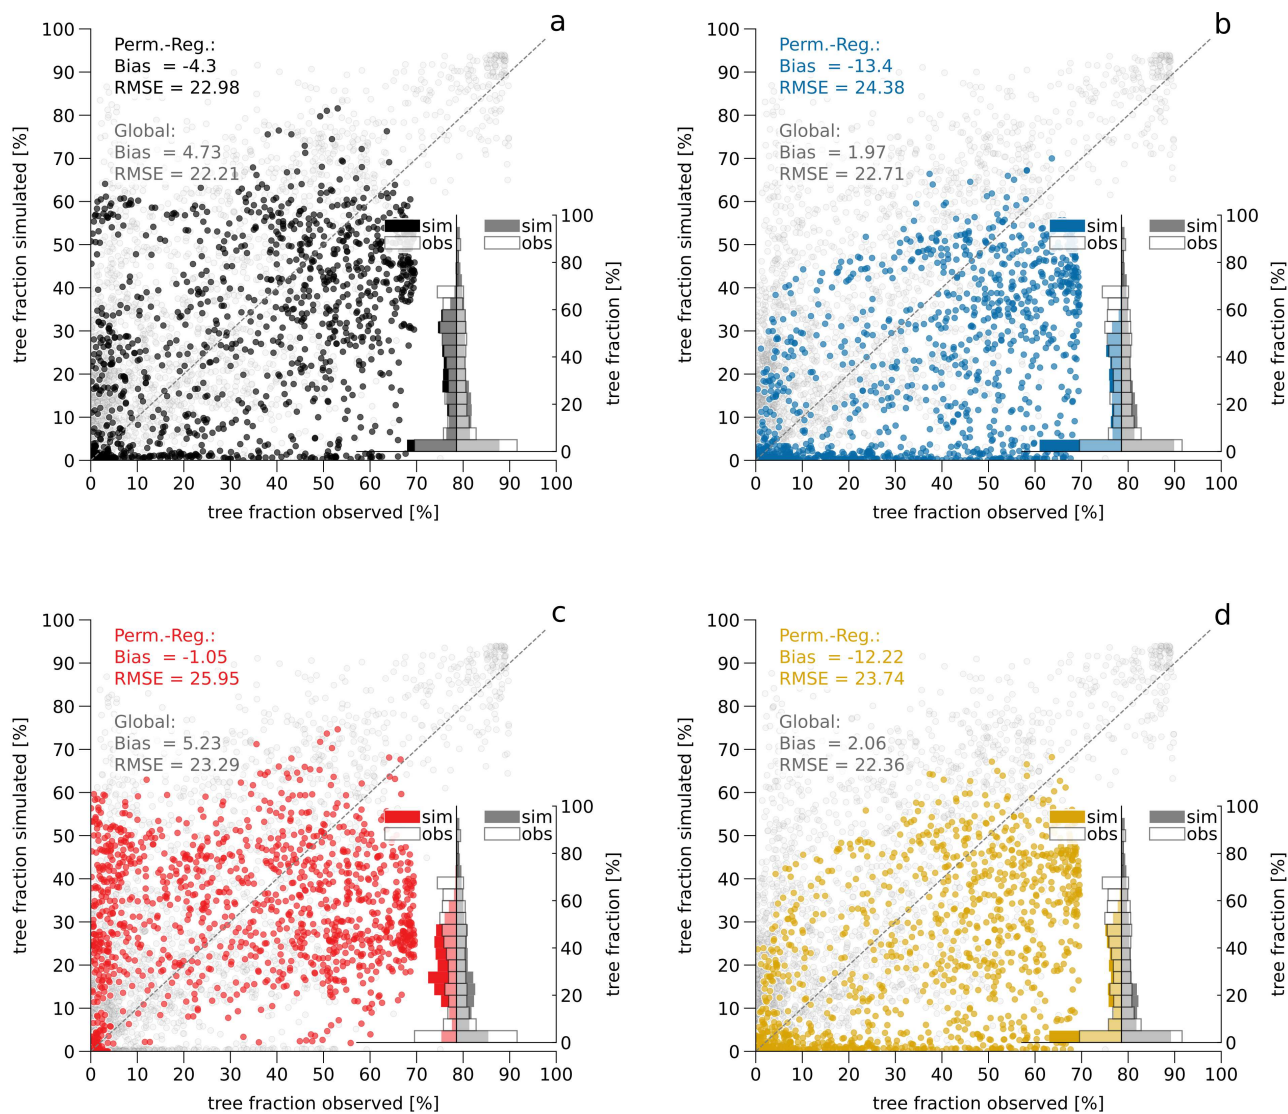 a
Perm.-Reg.:
Bias = -4.3
RMSE = 22.98
Global:
Bias = 4.73
RMSE = 22.21
sim
obs
100
90
80
70
60
50
40
30
20
10
0
0 10 20 30 40 50 60 70 80 90 100
tree fraction observed [%]
tree fraction simulated [%]
100
80
60
40
20
0
tree fraction [%]
b
Perm.-Reg.:
Bias = -13.4
RMSE = 24.38
Global:
Bias = 1.97
RMSE = 22.71
sim sim
obs obs
100
90
80
70
60
50
40
30
20
10
0
0 10 20 30 40 50 60 70 80 90 100
tree fraction observed [%]
tree fraction simulated [%]
100
80
60
40
20
0
tree fraction [%]
c
Perm.-Reg.:
Bias = -1.05
RMSE = 25.95
Global:
Bias = 5.23
RMSE = 23.29
sim sim
obs obs
100
90
80
70
60
50
40
30
20
10
0
0 10 20 30 40 50 60 70 80 90 100
tree fraction observed [%]
tree fraction simulated [%]
100
80
60
40
20
0
tree fraction [%]
d
Perm.-Reg.:
Bias = -12.22
RMSE = 23.74
Global:
Bias = 2.06
RMSE = 22.36
sim sim
obs obs
100
90
80
70
60
50
40
30
20
10
0
0 10 20 30 40 50 60 70 80 90 100
tree fraction observed [%]
tree fraction simulated [%]
100
80
60
40
20
0
tree fraction [%]